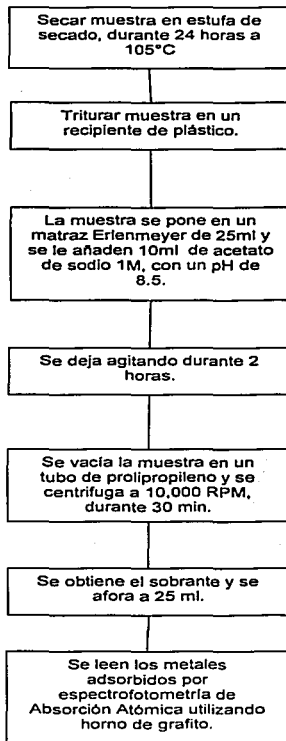 Secar muestra en estufa de
secado, durante 24 horas a
105°C
Triturar muestra en un
recipiente de plástico.
La muestra se pone en un
matraz Erlenmeyer de 25ml y
se le añaden 10ml de acetato
de sodio 1M, con un pH de
8.5.
Se deja agitando durante 2
horas.
Se vacía la muestra en un
tubo de prolipropileno y se
centrifuga a 10,000 RPM,
durante 30 min.
Se obtiene el sobrante y se
afora a 25 ml.
Se leen los metales
adsorbidos por
espectrofotometría de
Absorción Atómica utilizando
horno de grafito.